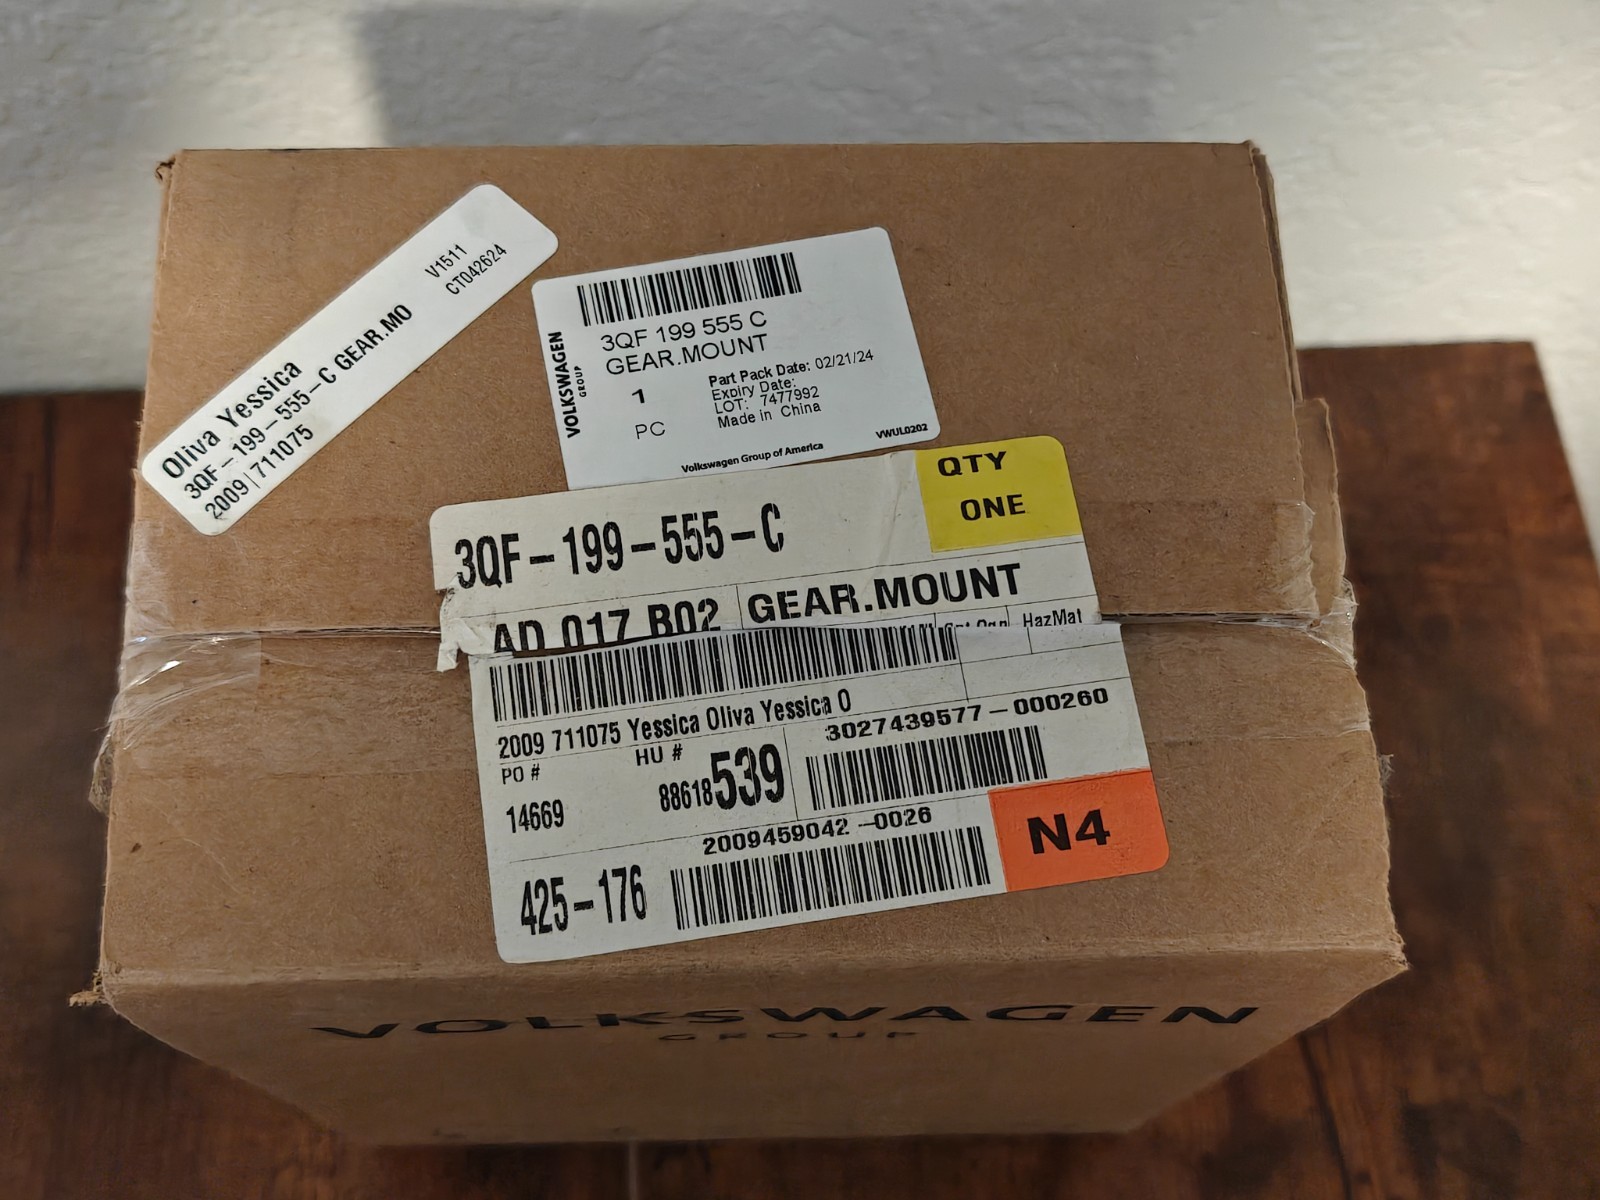 Oliva Yessica
3QF-199-555-C GEAR.MO
2009|711075
V1511
CT042624
VOLKSWAGEN
GROUP
3QF 199 555 C
GEAR.MOUNT
1
PC
Part Pack Date: 02/21/24
Expiry Date:
LOT: 7477992
Made in China
Volkswagen Group of America
VWUL0202
QTY
ONE
3QF-199-555-C
AD 017 B02 GEAR.MOUNT
HazMat
2009 711075 Yessica Oliva Yessica O
PO #
HU #
14669
88618539
3027439577-000260
2009459042-0026
425-176
N4
VOLKSWAGEN
GROUP